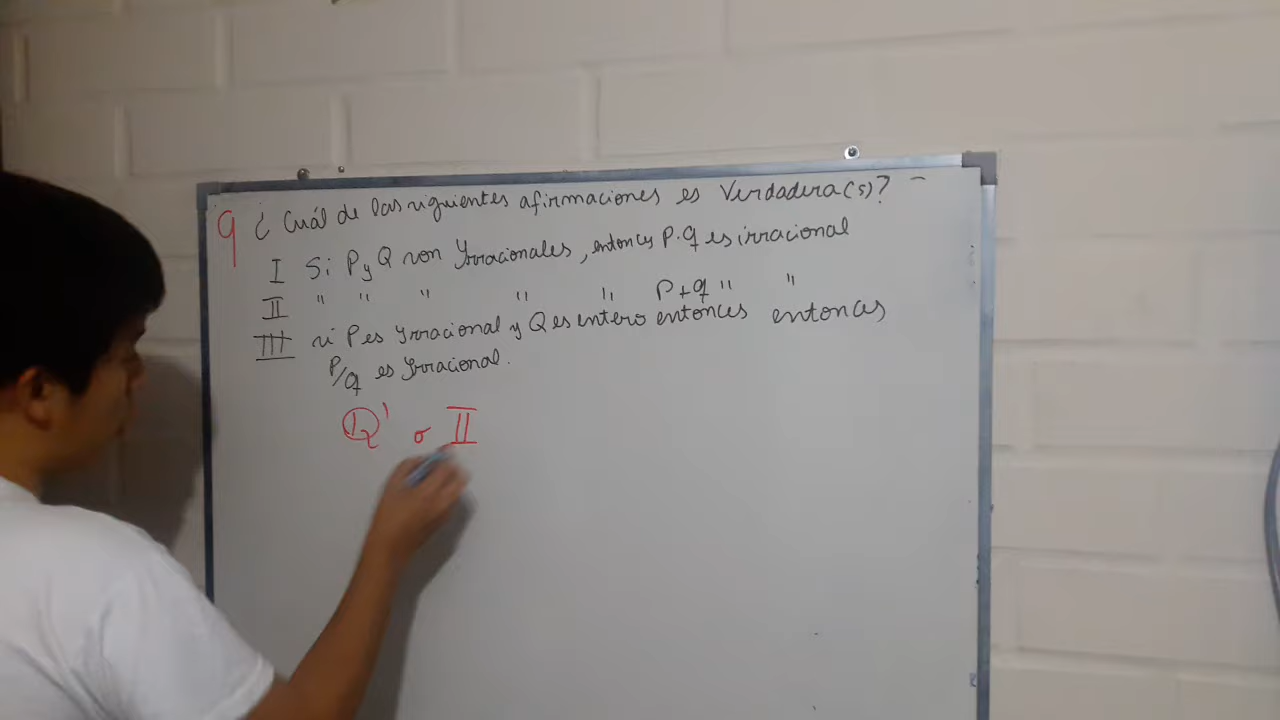 9 ¿ Cuál de las siguientes afirmaciones es Verdadera(s)?
I Si P y Q son Irracionales, entonces P.q es irracional
II " " " " " P+q " "
III si P es Irracional y Q es entero entonces entonces
P/q es Irracional.
Q' o II